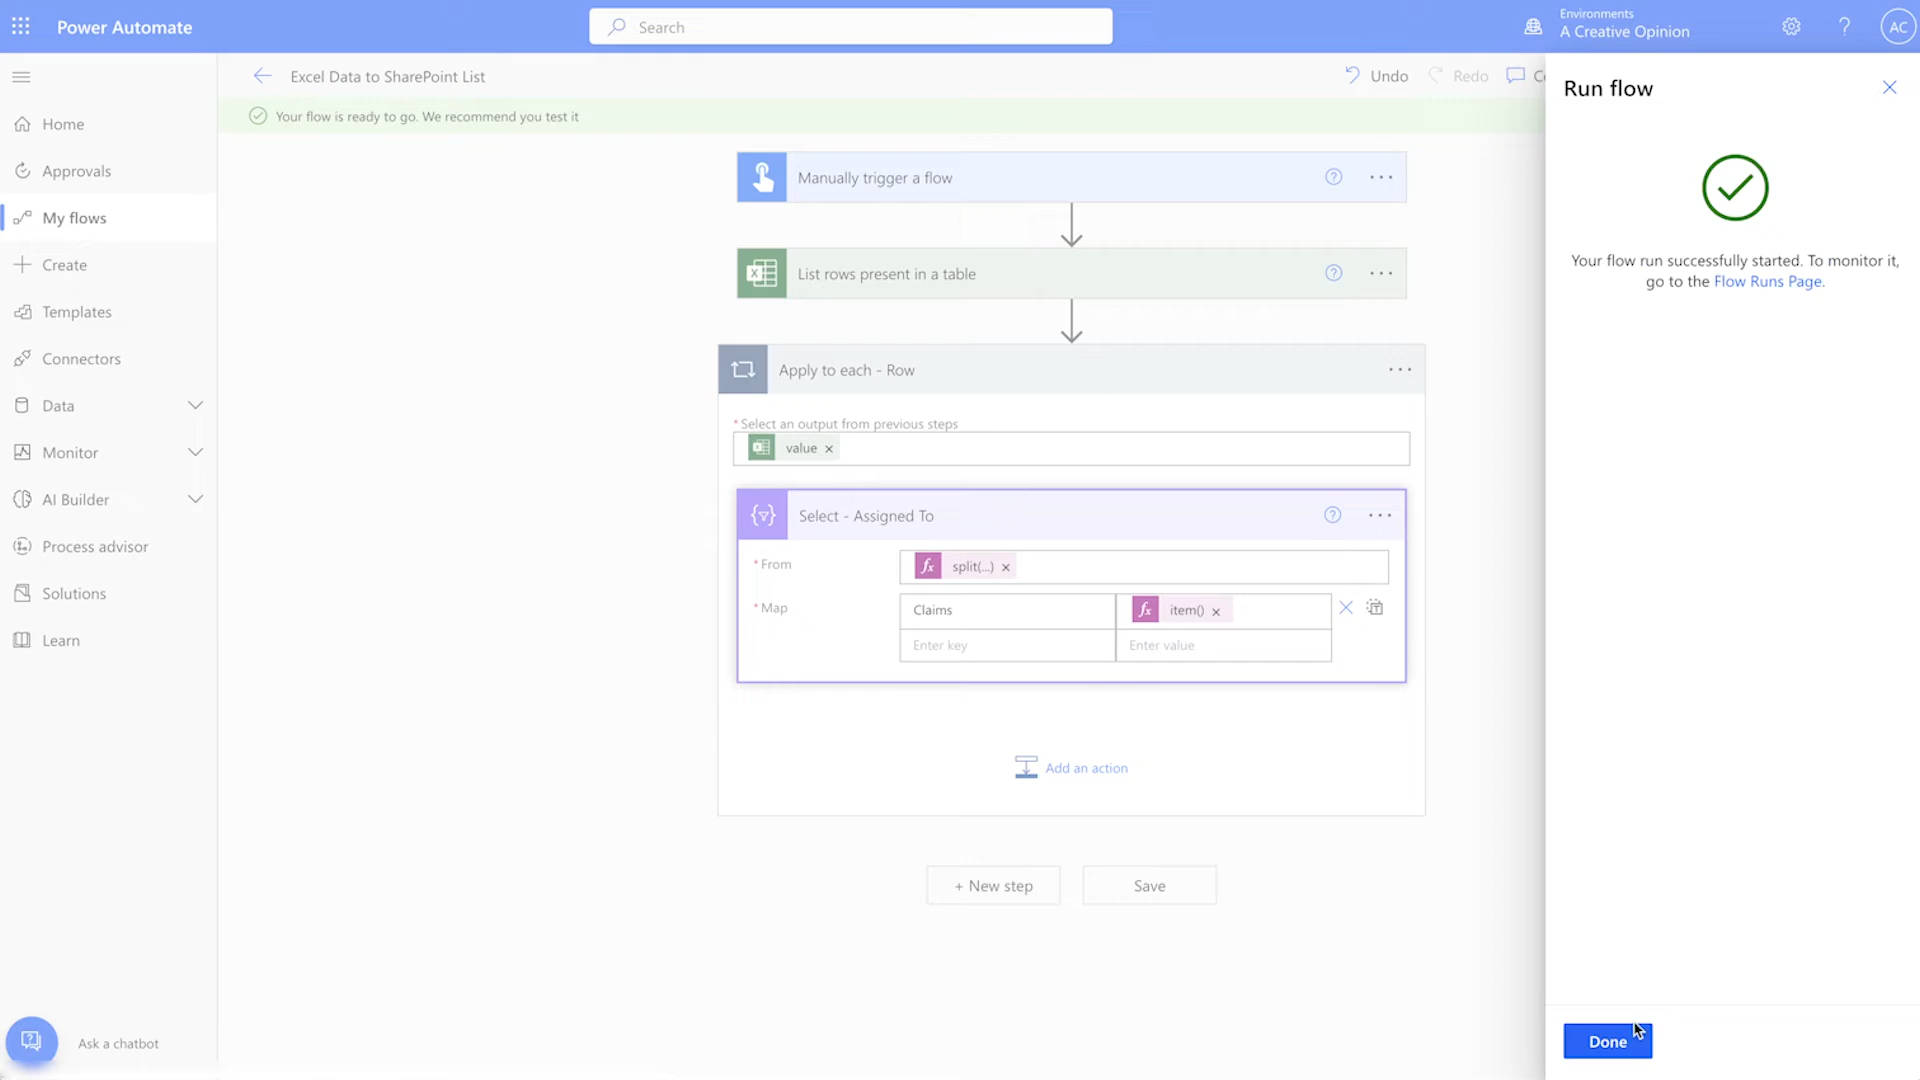 Power Automate
Search
Environments
A Creative Opinion
AC
Excel Data to SharePoint List
Undo
Redo
Your flow is ready to go. We recommend you test it
Home
Approvals
My flows
Create
Templates
Connectors
Data
Monitor
AI Builder
Process advisor
Solutions
Learn
Ask a chatbot
Manually trigger a flow
List rows present in a table
Apply to each - Row
* Select an output from previous steps
value
Select - Assigned To
* From
fx split(...)
* Map
Claims
fx item()
Enter key
Enter value
Add an action
+ New step
Save
Run flow
Your flow run successfully started. To monitor it,
go to the Flow Runs Page.
Done